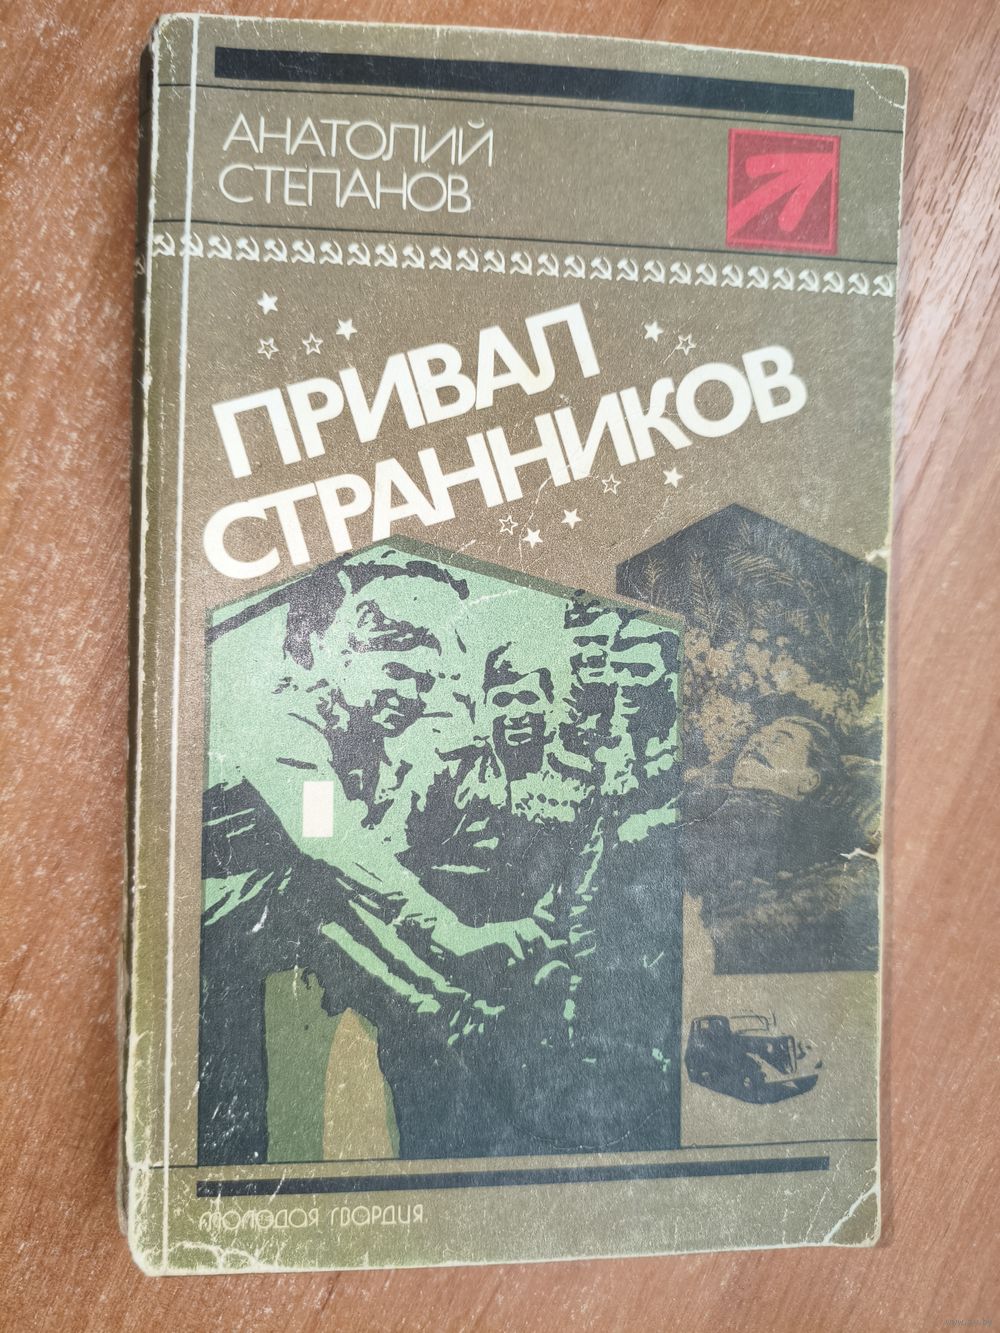 АНАТОЛИЙ
СТЕПАНОВ
ПРИВАЛ
СТРАННИКОВ
МОЛОДАЯ ГВАРДИЯ